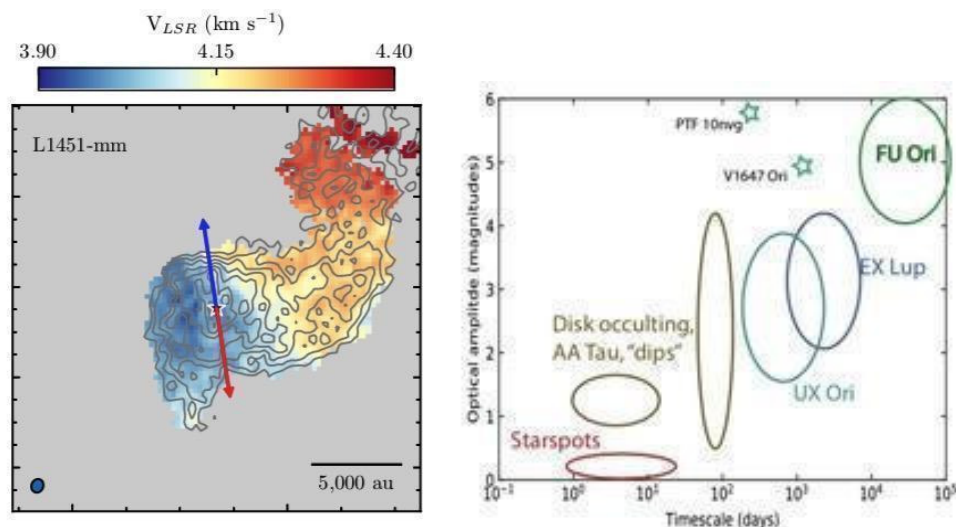 V_{LSR} (km s^{-1})
3.90 4.15 4.40
L1451-mm
5,000 au
Optical amplitde (magnitudes)
6
5
4
3
2
1
0
PTF 10nvg
V1647 Ori
FU Ori
EX Lup
Disk occulting,
AA Tau, "dips"
UX Ori
Starspots
10^{-1} 10^{0} 10^{1} 10^{2} 10^{3} 10^{4} 10^{5}
Timescale (days)